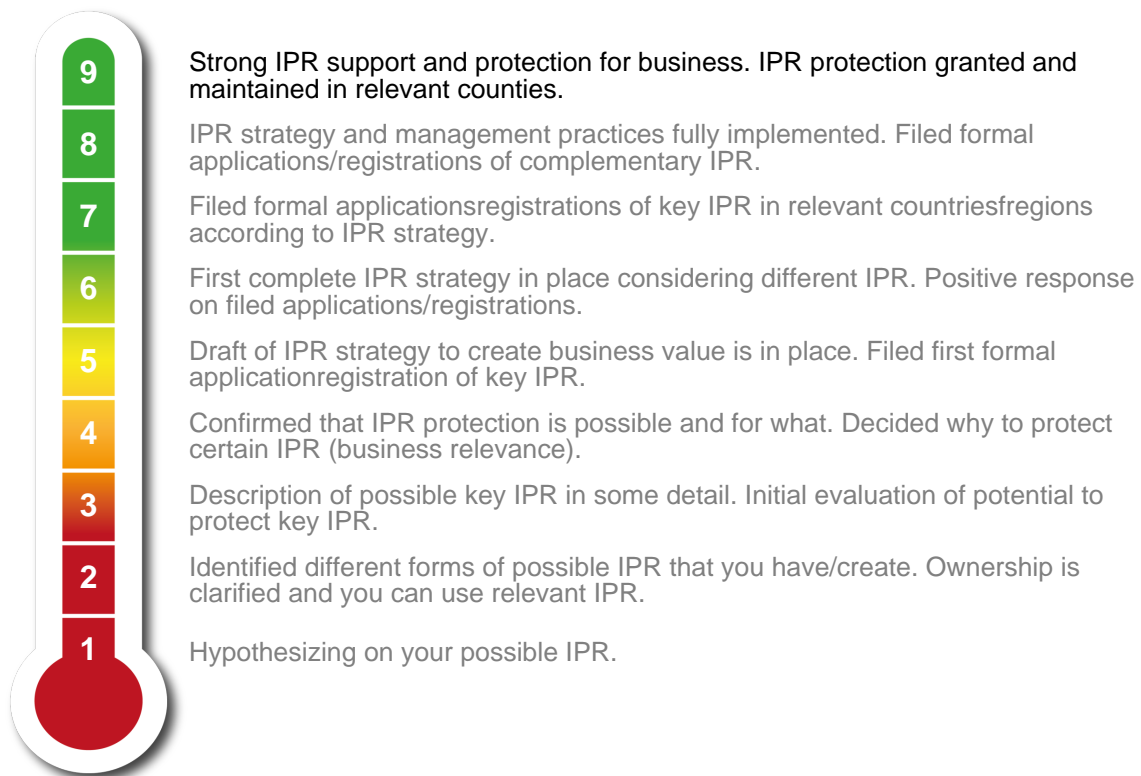 9
Strong IPR support and protection for business. IPR protection granted and
maintained in relevant counties.
8
IPR strategy and management practices fully implemented. Filed formal
applications/registrations of complementary IPR.
7
Filed formal applicationsregistrations of key IPR in relevant countriesfregions
according to IPR strategy.
6
First complete IPR strategy in place considering different IPR. Positive response
on filed applications/registrations.
5
Draft of IPR strategy to create business value is in place. Filed first formal
applicationregistration of key IPR.
4
Confirmed that IPR protection is possible and for what. Decided why to protect
certain IPR (business relevance).
3
Description of possible key IPR in some detail. Initial evaluation of potential to
protect key IPR.
2
Identified different forms of possible IPR that you have/create. Ownership is
clarified and you can use relevant IPR.
1
Hypothesizing on your possible IPR.